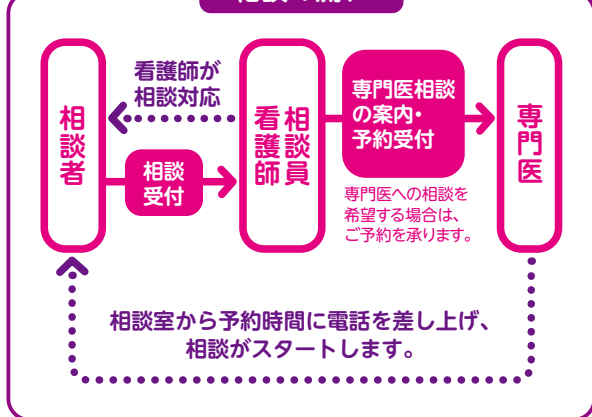 看護師が
相談対応
相談者
相談
受付
相談員
看護師
専門医相談
の案内・
予約受付
専門医
専門医への相談を
希望する場合は、
ご予約を承ります。
相談室から予約時間に電話を差し上げ、
相談がスタートします。